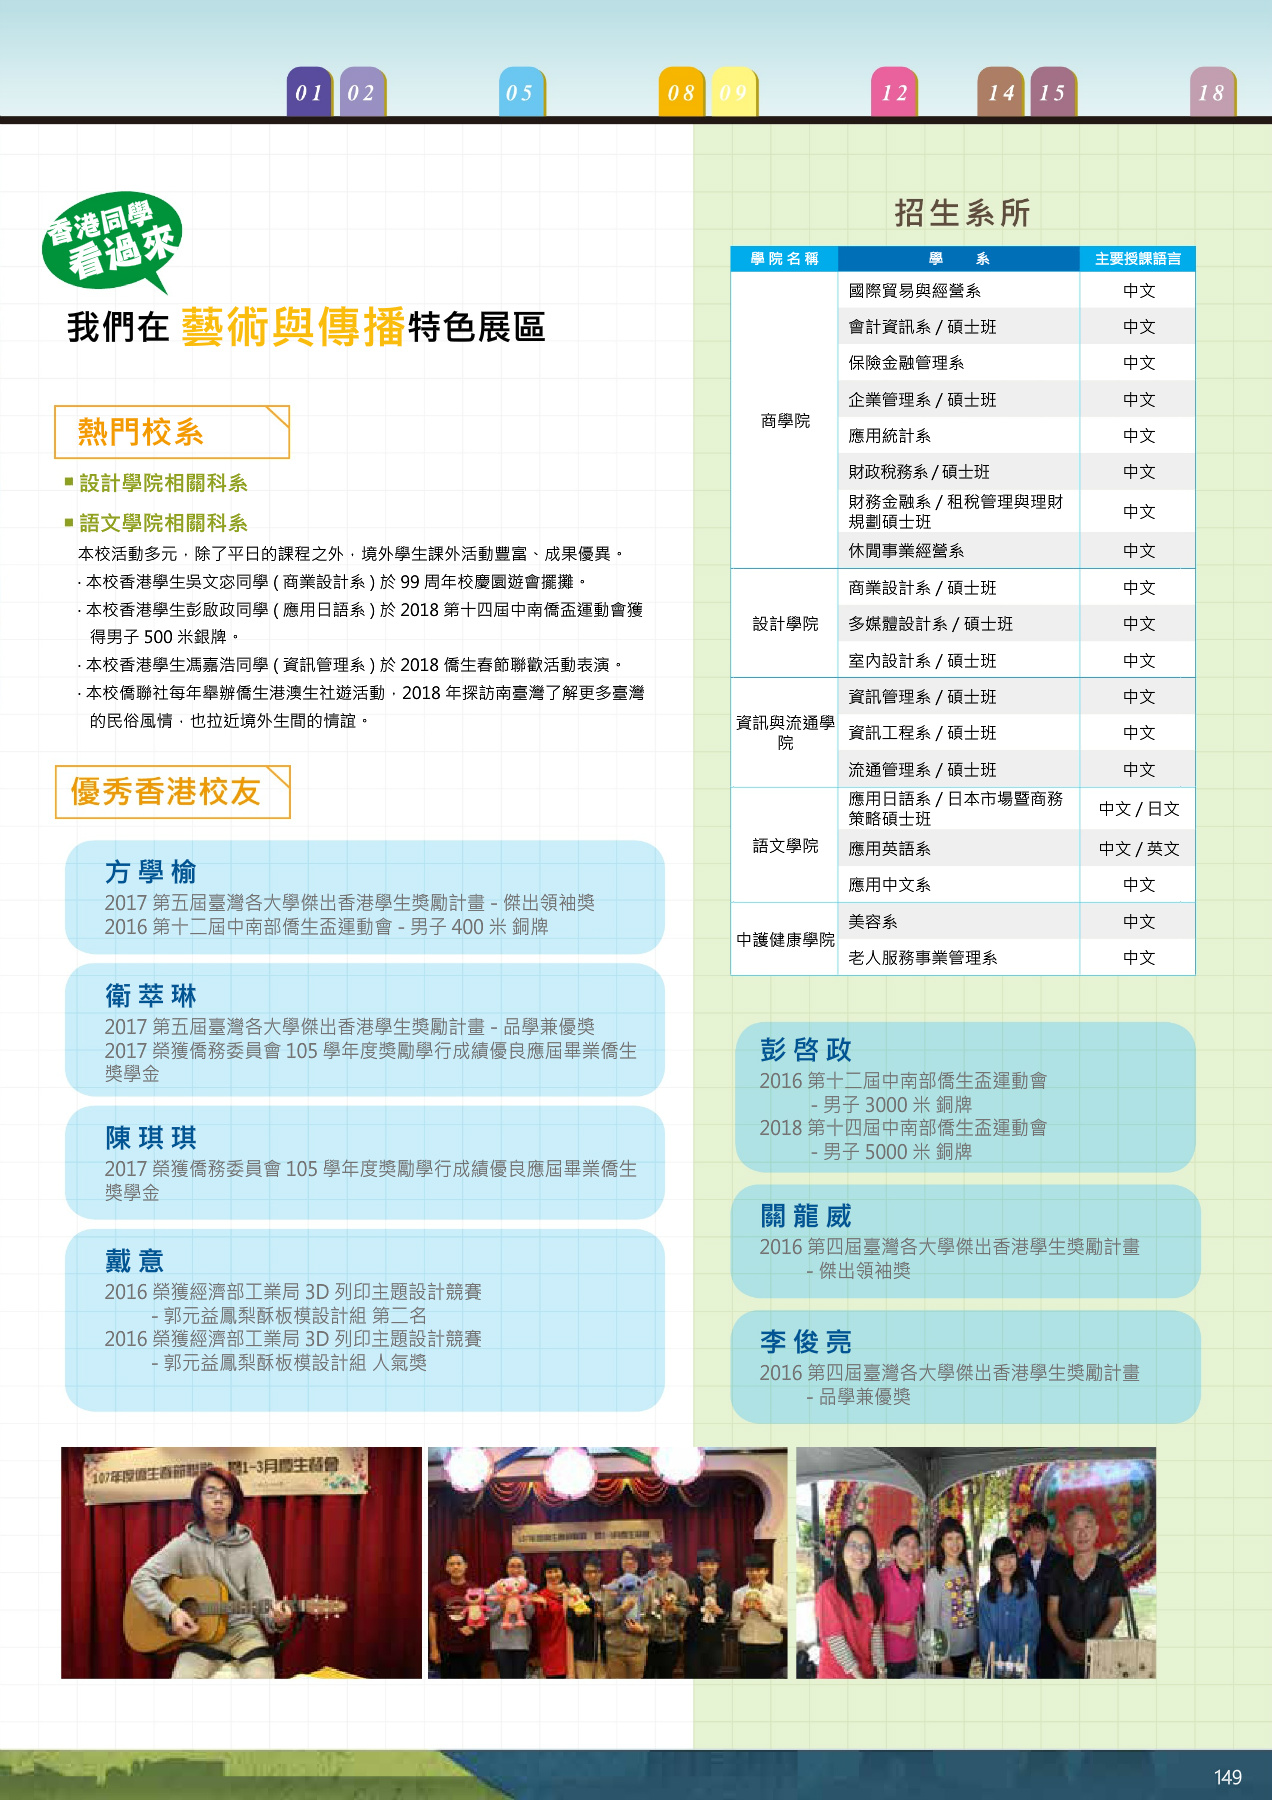 01 02 05 08 09 12 14 15 18
香港同學
看過來
我們在 藝術與傳播特色展區
熱門校系
設計學院相關科系
語文學院相關科系
本校活動多元，除了平日的課程之外，境外學生課外活動豐富、成果優異。
· 本校香港學生吳文宓同學 ( 商業設計系 ) 於 99 周年校慶園遊會擺攤。
· 本校香港學生彭啟政同學 ( 應用日語系 ) 於 2018 第十四屆中南僑盃運動會獲
得男子 500 米銀牌。
· 本校香港學生馮嘉浩同學 ( 資訊管理系 ) 於 2018 僑生春節聯歡活動表演。
· 本校僑聯社每年舉辦僑生港澳生社遊活動，2018 年探訪南臺灣了解更多臺灣
的民俗風情，也拉近境外生間的情誼。
優秀香港校友
方學榆
2017 第五屆臺灣各大學傑出香港學生獎勵計畫 - 傑出領袖獎
2016 第十二屆中南部僑生盃運動會 - 男子 400 米 銅牌
衛萃琳
2017 第五屆臺灣各大學傑出香港學生獎勵計畫 - 品學兼優獎
2017 榮獲僑務委員會 105 學年度獎勵學行成績優良應屆畢業僑生
獎學金
陳琪琪
2017 榮獲僑務委員會 105 學年度獎勵學行成績優良應屆畢業僑生
獎學金
戴意
2016 榮獲經濟部工業局 3D 列印主題設計競賽
- 郭元益鳳梨酥板模設計組 第二名
2016 榮獲經濟部工業局 3D 列印主題設計競賽
- 郭元益鳳梨酥板模設計組 人氣獎
招生系所
學院名稱 學 系 主要授課語言
商學院
國際貿易與經營系 中文
會計資訊系 / 碩士班 中文
保險金融管理系 中文
企業管理系 / 碩士班 中文
應用統計系 中文
財政稅務系 / 碩士班 中文
財務金融系 / 租稅管理與理財
規劃碩士班 中文
休閒事業經營系 中文
設計學院
商業設計系 / 碩士班 中文
多媒體設計系 / 碩士班 中文
室內設計系 / 碩士班 中文
資訊與流通學
院
資訊管理系 / 碩士班 中文
資訊工程系 / 碩士班 中文
流通管理系 / 碩士班 中文
語文學院
應用日語系 / 日本市場暨商務
策略碩士班 中文 / 日文
應用英語系 中文 / 英文
應用中文系 中文
中護健康學院
美容系 中文
老人服務事業管理系 中文
彭啓政
2016 第十二屆中南部僑生盃運動會
- 男子 3000 米 銅牌
2018 第十四屆中南部僑生盃運動會
- 男子 5000 米 銅牌
關龍威
2016 第四屆臺灣各大學傑出香港學生獎勵計畫
- 傑出領袖獎
李俊亮
2016 第四屆臺灣各大學傑出香港學生獎勵計畫
- 品學兼優獎
107年度僑生春節聯歡 1-3月慶生餐會
149